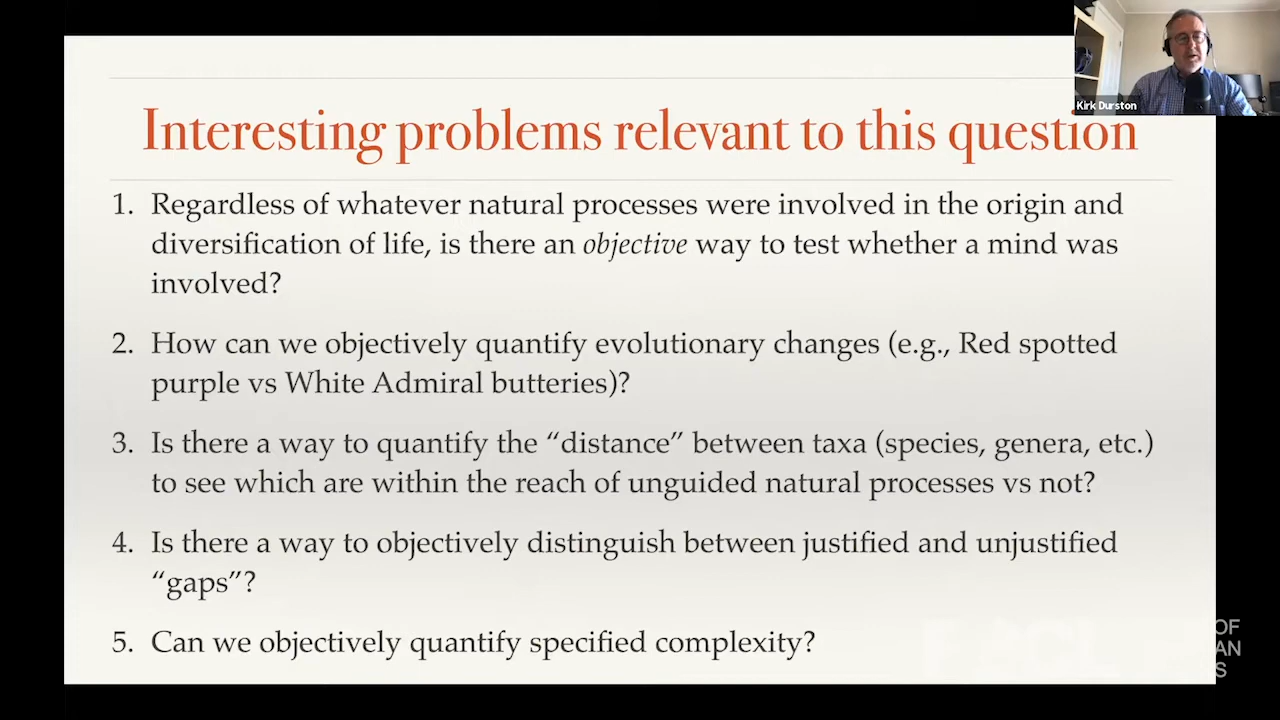 Kirk Durston
Interesting problems relevant to this question
1. Regardless of whatever natural processes were involved in the origin and
diversification of life, is there an objective way to test whether a mind was
involved?
2. How can we objectively quantify evolutionary changes (e.g., Red spotted
purple vs White Admiral butteries)?
3. Is there a way to quantify the “distance” between taxa (species, genera, etc.)
to see which are within the reach of unguided natural processes vs not?
4. Is there a way to objectively distinguish between justified and unjustified
“gaps”?
5. Can we objectively quantify specified complexity?
OF
AN
S